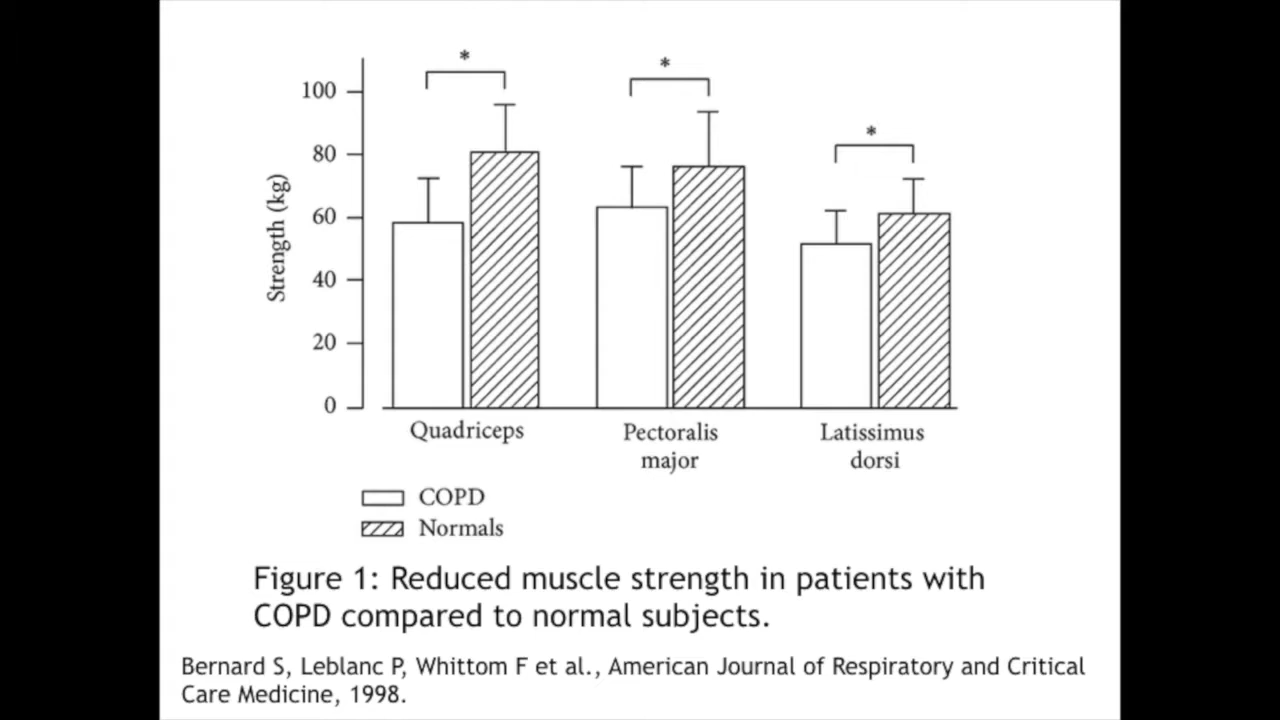 *
*
*
100
80
60
40
20
0
Strength (kg)
Quadriceps
Pectoralis
major
Latissimus
dorsi
COPD
Normals
Figure 1: Reduced muscle strength in patients with
COPD compared to normal subjects.
Bernard S, Leblanc P, Whittom F et al., American Journal of Respiratory and Critical
Care Medicine, 1998.